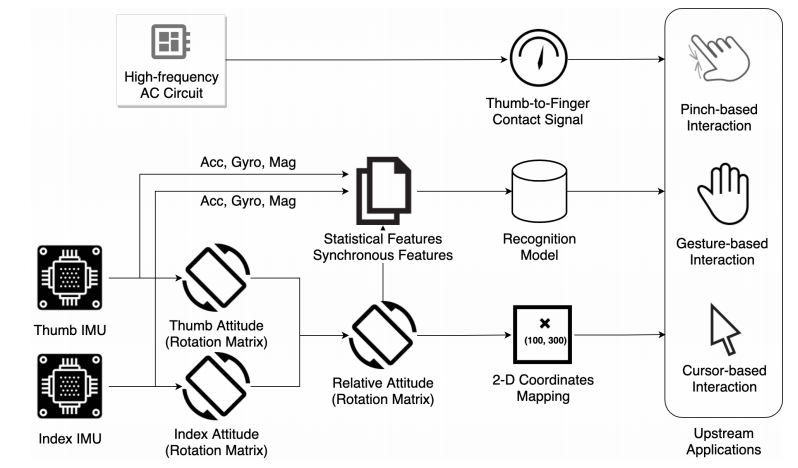 High-frequency
AC Circuit
Thumb-to-Finger
Contact Signal
Pinch-based
Interaction
Acc, Gyro, Mag
Acc, Gyro, Mag
Statistical Features
Synchronous Features
Recognition
Model
Gesture-based
Interaction
Thumb IMU
Thumb Attitude
(Rotation Matrix)
Relative Attitude
(Rotation Matrix)
(100, 300)
2-D Coordinates
Mapping
Cursor-based
Interaction
Index IMU
Index Attitude
(Rotation Matrix)
Upstream
Applications